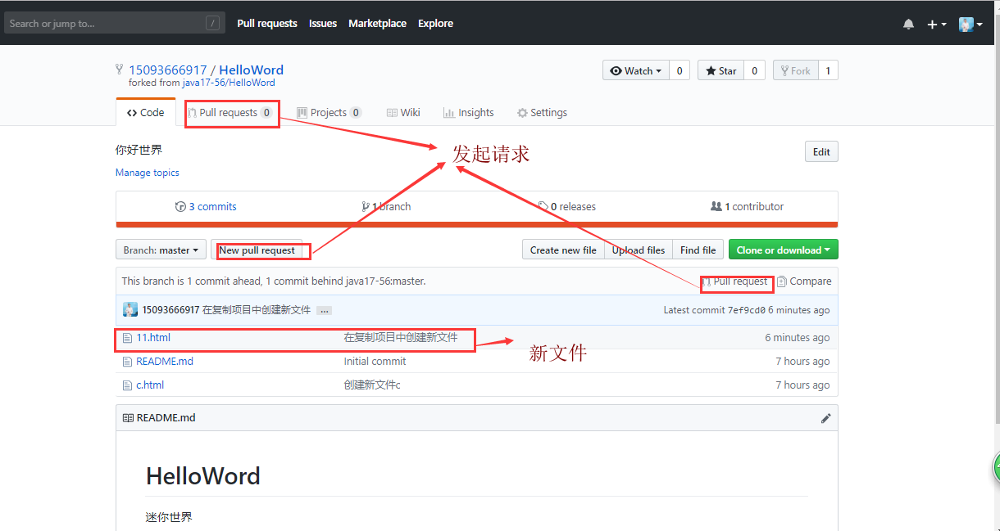 Search or jump to... / Pull requests Issues Marketplace Explore
15093666917 / HelloWord Watch 0 Star 0 Fork 1
forked from java17-56/HelloWord
Code Pull requests 0 Projects 0 Wiki Insights Settings
发起请求
你好世界 Edit
Manage topics
3 commits 1 branch 0 releases 1 contributor
Branch: master New pull request Create new file Upload files Find file Clone or download
This branch is 1 commit ahead, 1 commit behind java17-56:master. Pull request Compare
15093666917 在复制项目中创建新文件 ... Latest commit 7ef9cd0 6 minutes ago
11.html 在复制项目中创建新文件 6 minutes ago
新文件
README.md Initial commit 7 hours ago
c.html 创建新文件c 7 hours ago
README.md
HelloWord
迷你世界